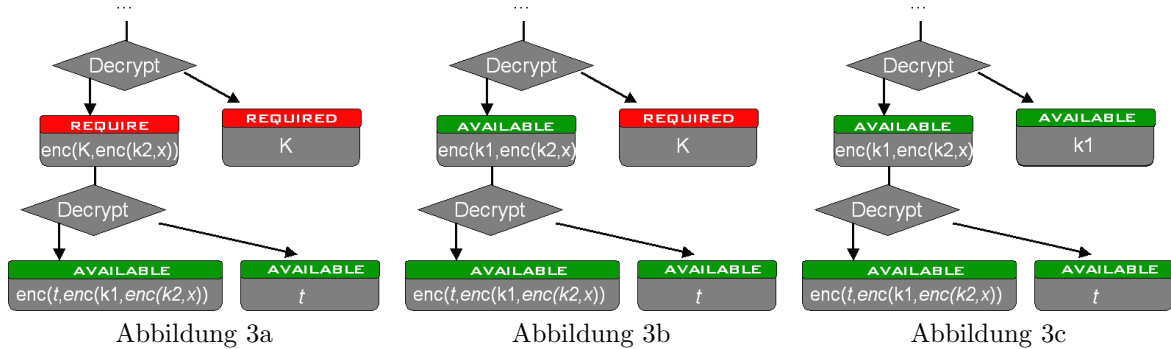 ...
Decrypt
REQUIRE
enc(K,enc(k2,x))
REQUIRED
K
Decrypt
AVAILABLE
enc(t,enc(k1,enc(k2,x))
AVAILABLE
t
Abbildung 3a
...
Decrypt
AVAILABLE
enc(k1,enc(k2,x)
REQUIRED
K
Decrypt
AVAILABLE
enc(t,enc(k1,enc(k2,x))
AVAILABLE
t
Abbildung 3b
...
Decrypt
AVAILABLE
enc(k1,enc(k2,x)
AVAILABLE
k1
Decrypt
AVAILABLE
enc(t,enc(k1,enc(k2,x))
AVAILABLE
t
Abbildung 3c